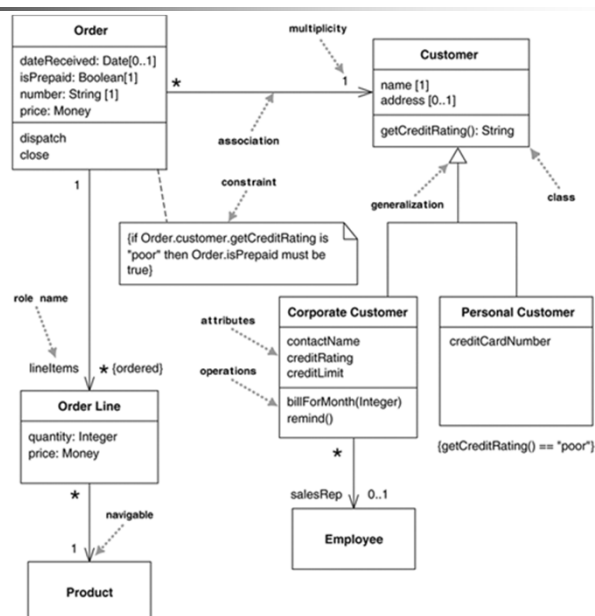 Order
dateReceived: Date[0..1]
isPrepaid: Boolean[1]
number: String [1]
price: Money
dispatch
close
multiplicity
*
1
association
Customer
name [1]
address [0..1]
getCreditRating(): String
class
generalization
constraint
{if Order.customer.getCreditRating is
"poor" then Order.isPrepaid must be
true}
1
role name
lineItems
* {ordered}
Order Line
quantity: Integer
price: Money
*
navigable
1
Product
attributes
operations
Corporate Customer
contactName
creditRating
creditLimit
billForMonth(Integer)
remind()
*
salesRep
0..1
Employee
Personal Customer
creditCardNumber
{getCreditRating() == "poor"}